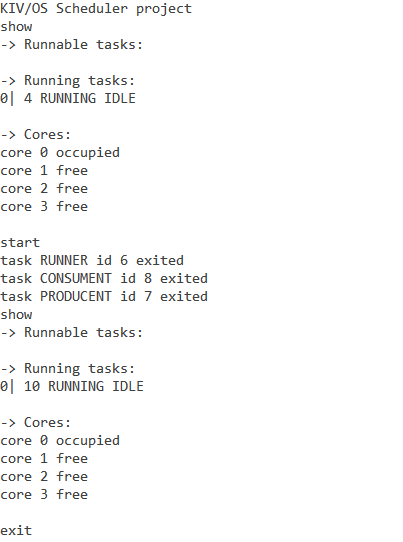 KIV/OS Scheduler project
show
-> Runnable tasks:
-> Running tasks:
0| 4 RUNNING IDLE
-> Cores:
core 0 occupied
core 1 free
core 2 free
core 3 free
start
task RUNNER id 6 exited
task CONSUMENT id 8 exited
task PRODUCENT id 7 exited
show
-> Runnable tasks:
-> Running tasks:
0| 10 RUNNING IDLE
-> Cores:
core 0 occupied
core 1 free
core 2 free
core 3 free
exit